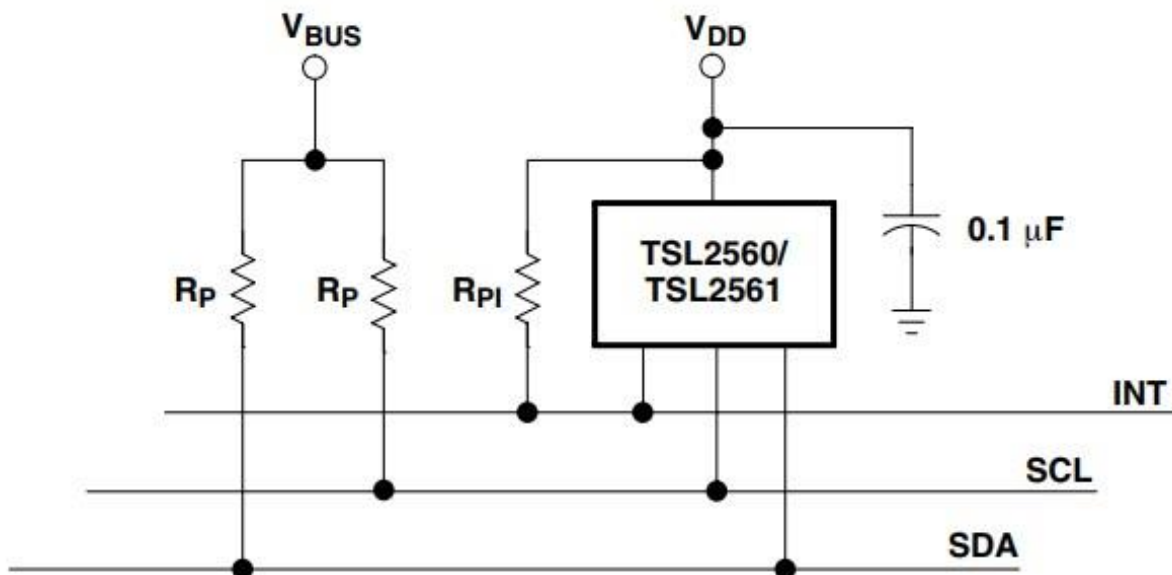 VBUS
VDD
RP
RP
RPI
TSL2560/
TSL2561
0.1 μF
INT
SCL
SDA